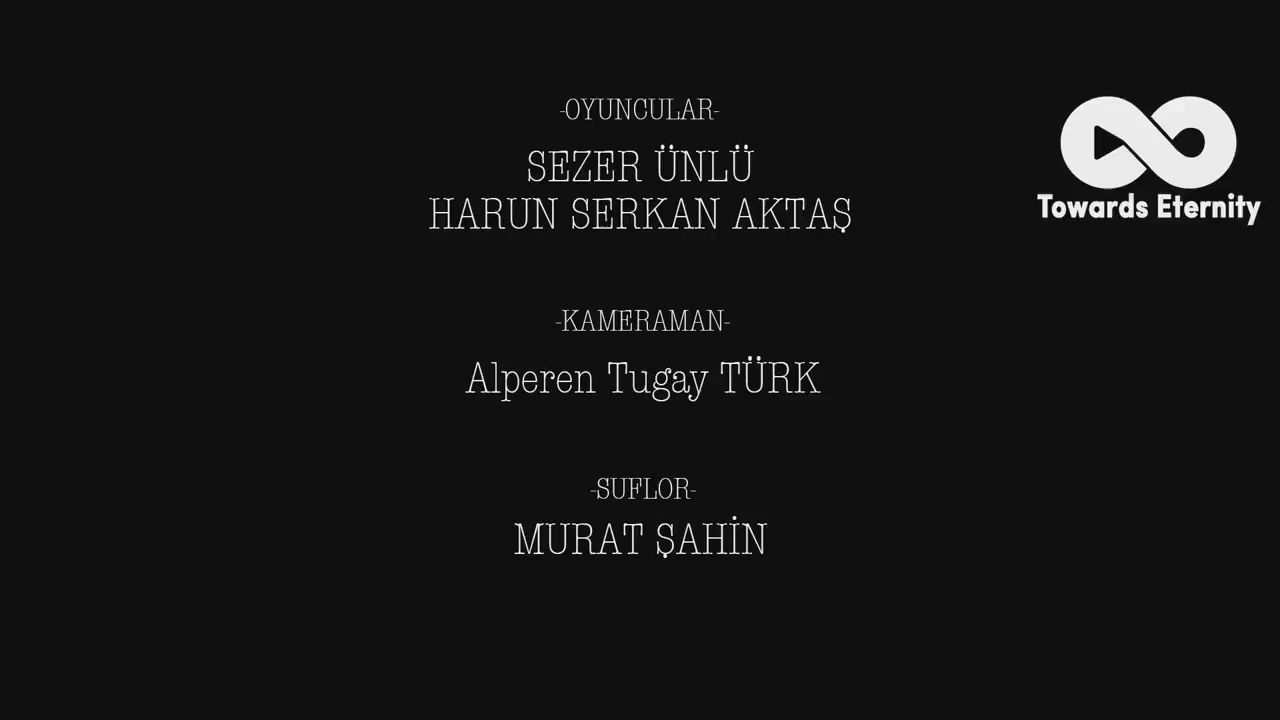 -OYUNCULAR-
SEZER ÜNLÜ
HARUN SERKAN AKTAŞ
Towards Eternity
-KAMERAMAN-
Alperen Tugay TÜRK
-SUFLOR-
MURAT ŞAHİN